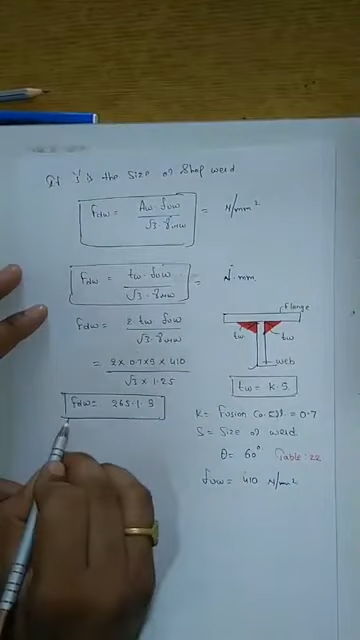 If 's' is the size of shop weld
Fdw = Aw. fuw / √3. γmw = N/mm²
Fdw = tw. fuw / √3. γmw = N. mm.
Fdw = 2. tw. fuw / √3. γmw
= 2 x 0.7 x S x 410 / √3 x 1.25
Fdw = 265.1. S
flange
tw tw
web
tw = K.S
K = Fusion Co.eff = 0.7
S = Size of weld
θ = 60° Table: 22
fuw = 410 N/mm²